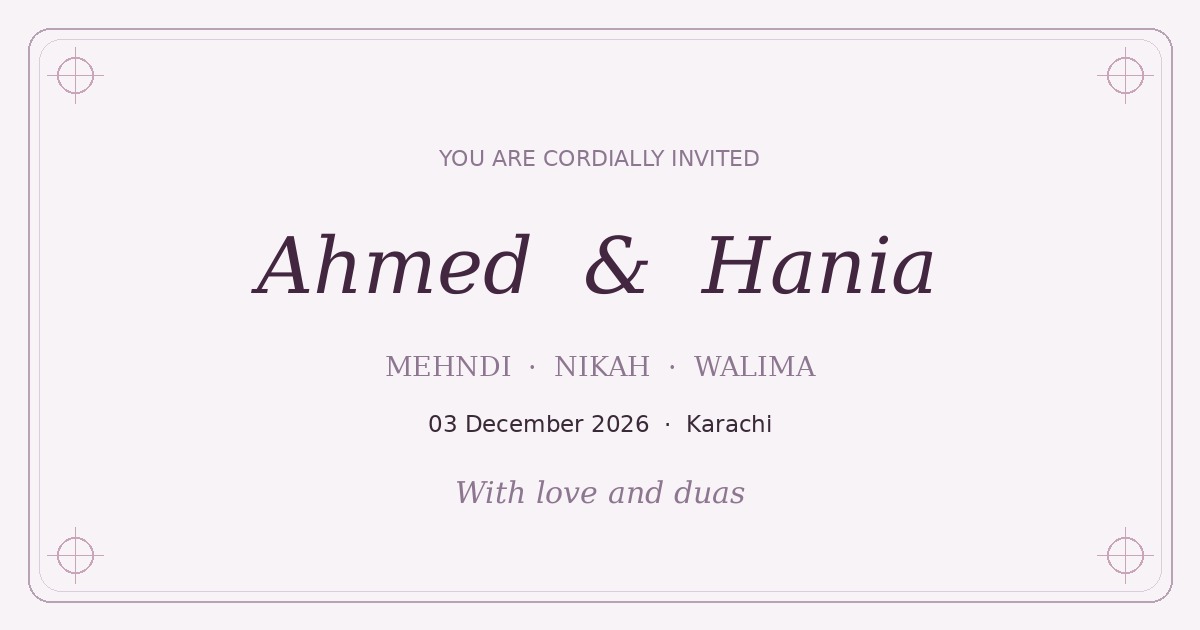 YOU ARE CORDIALLY INVITED
Ahmed & Hania
MEHNDI · NIKAH · WALIMA
03 December 2026 · Karachi
With love and duas